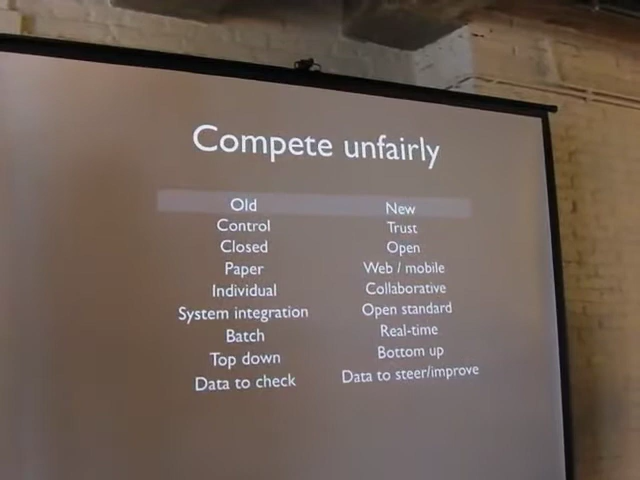 Compete unfairly
Old New
Control Trust
Closed Open
Paper Web / mobile
Individual Collaborative
System integration Open standard
Batch Real-time
Top down Bottom up
Data to check Data to steer/improve